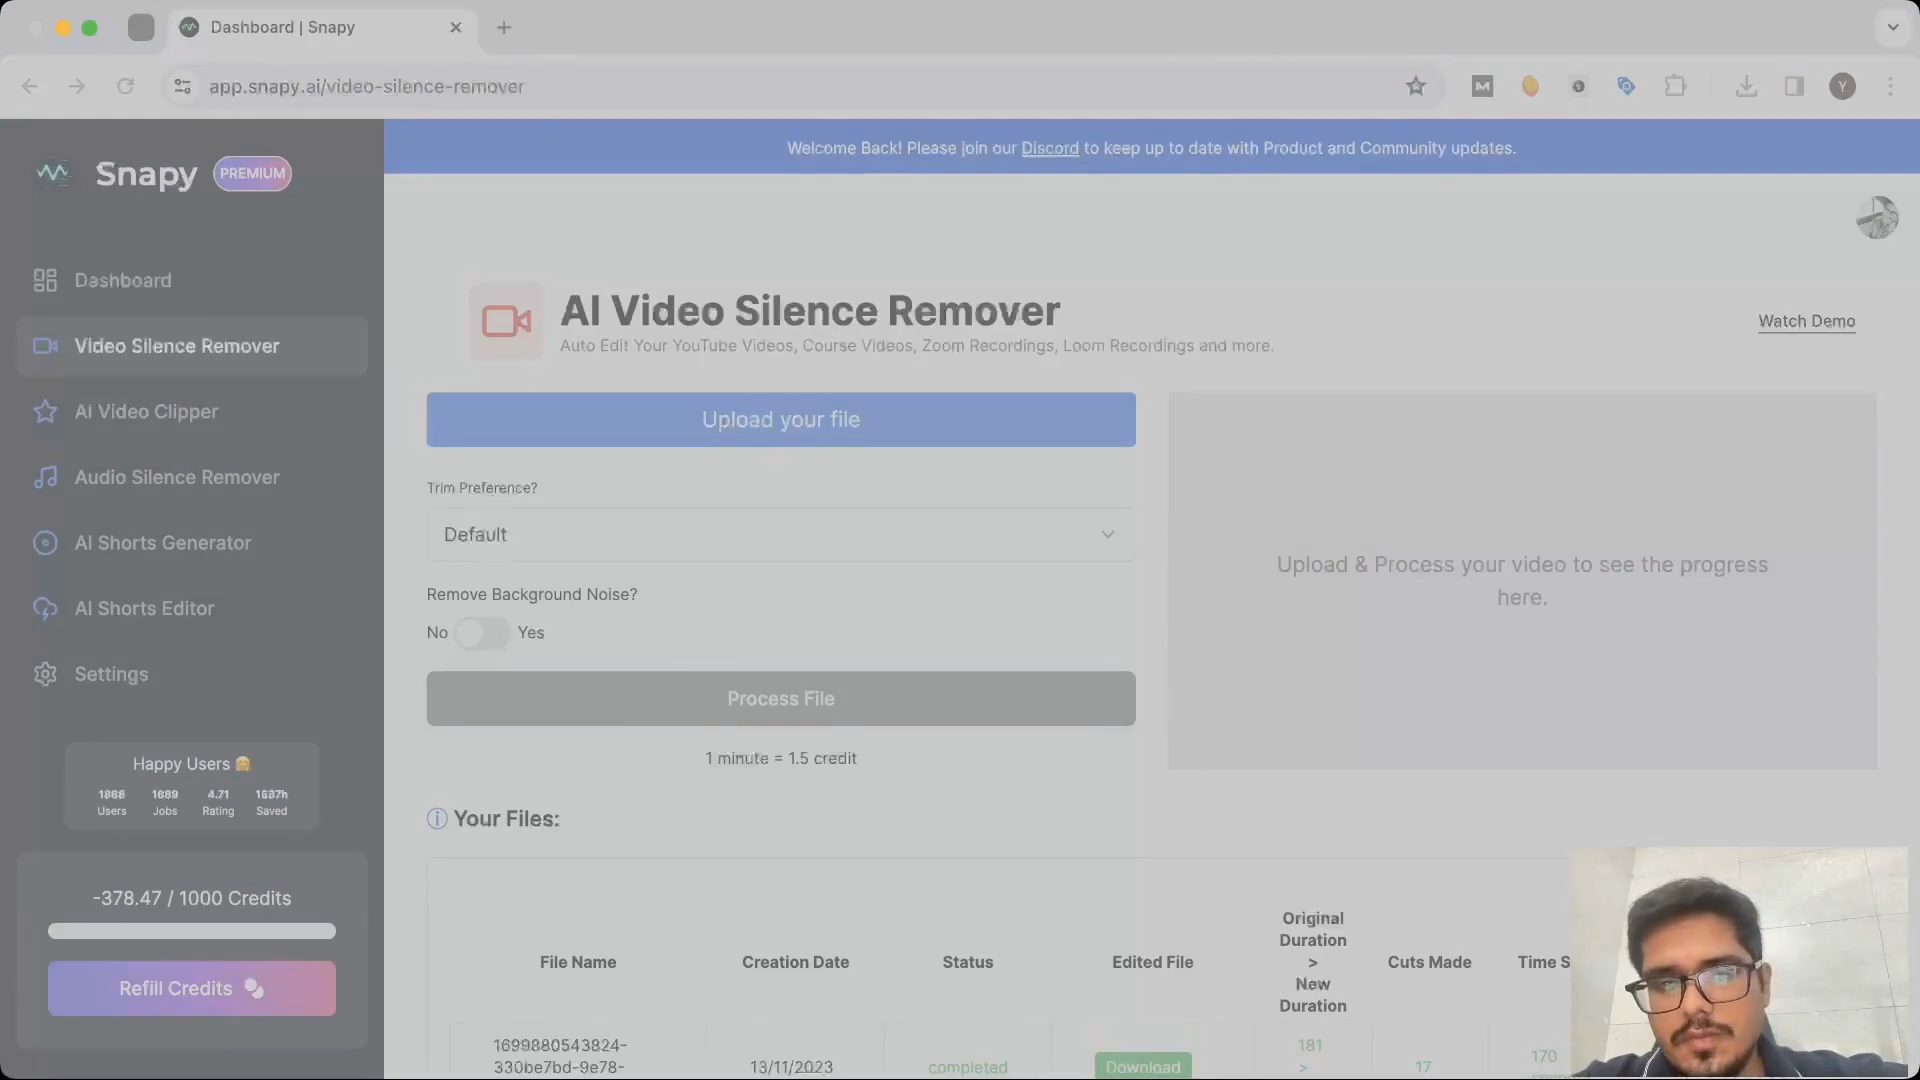 Dashboard | Snapy
app.snapy.ai/video-silence-remover
Y
Welcome Back! Please join our Discord to keep up to date with Product and Community updates.
Snapy PREMIUM
Dashboard
Video Silence Remover
AI Video Clipper
Audio Silence Remover
AI Shorts Generator
AI Shorts Editor
Settings
Happy Users
4.71
Users Jobs Rating Saved
-378.47 / 1000 Credits
Refill Credits
AI Video Silence Remover
Auto Edit Your YouTube Videos, Course Videos, Zoom Recordings, Loom Recordings and more.
Watch Demo
Upload your file
Trim Preference?
Default
Remove Background Noise?
No Yes
Process File
1 minute = 1.5 credit
Upload & Process your video to see the progress
here.
Your Files:
File Name
Creation Date
Status
Edited File
Original
Duration
>
New
Duration
Cuts Made
Time S
1699880543824-
330be7bd-9e78-
13/11/2023
completed
Download
181
>
17
170